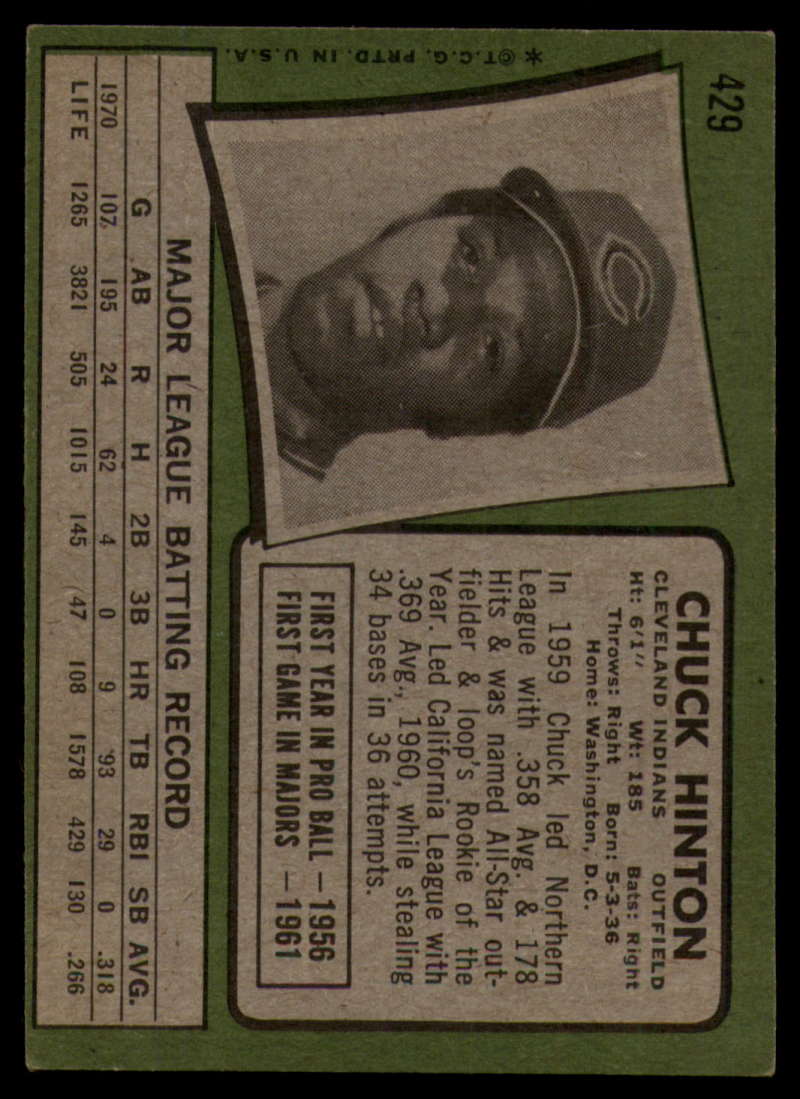 429
CHUCK HINTON
CLEVELAND INDIANS OUTFIELD
Ht: 6'1" Wt: 185 Bats: Right
Throws: Right Born: 5-3-36
Home: Washington, D.C.
In 1959 Chuck led Northern
League with .358 Avg. & 178
Hits & was named All-Star out-
fielder & loop's Rookie of the
Year. Led California League with
.369 Avg., 1960, while stealing
34 bases in 36 attempts.
FIRST YEAR IN PRO BALL — 1956
FIRST GAME IN MAJORS — 1961
C
MAJOR LEAGUE BATTING RECORD
G AB R H 2B 3B HR TB RBI SB AVG.
1970 107 195 24 62 4 0 9 93 29 0 .318
LIFE 1265 3821 505 1015 145 47 108 1578 429 130 .266
*©T.C.G. PRTD. IN U.S.A.